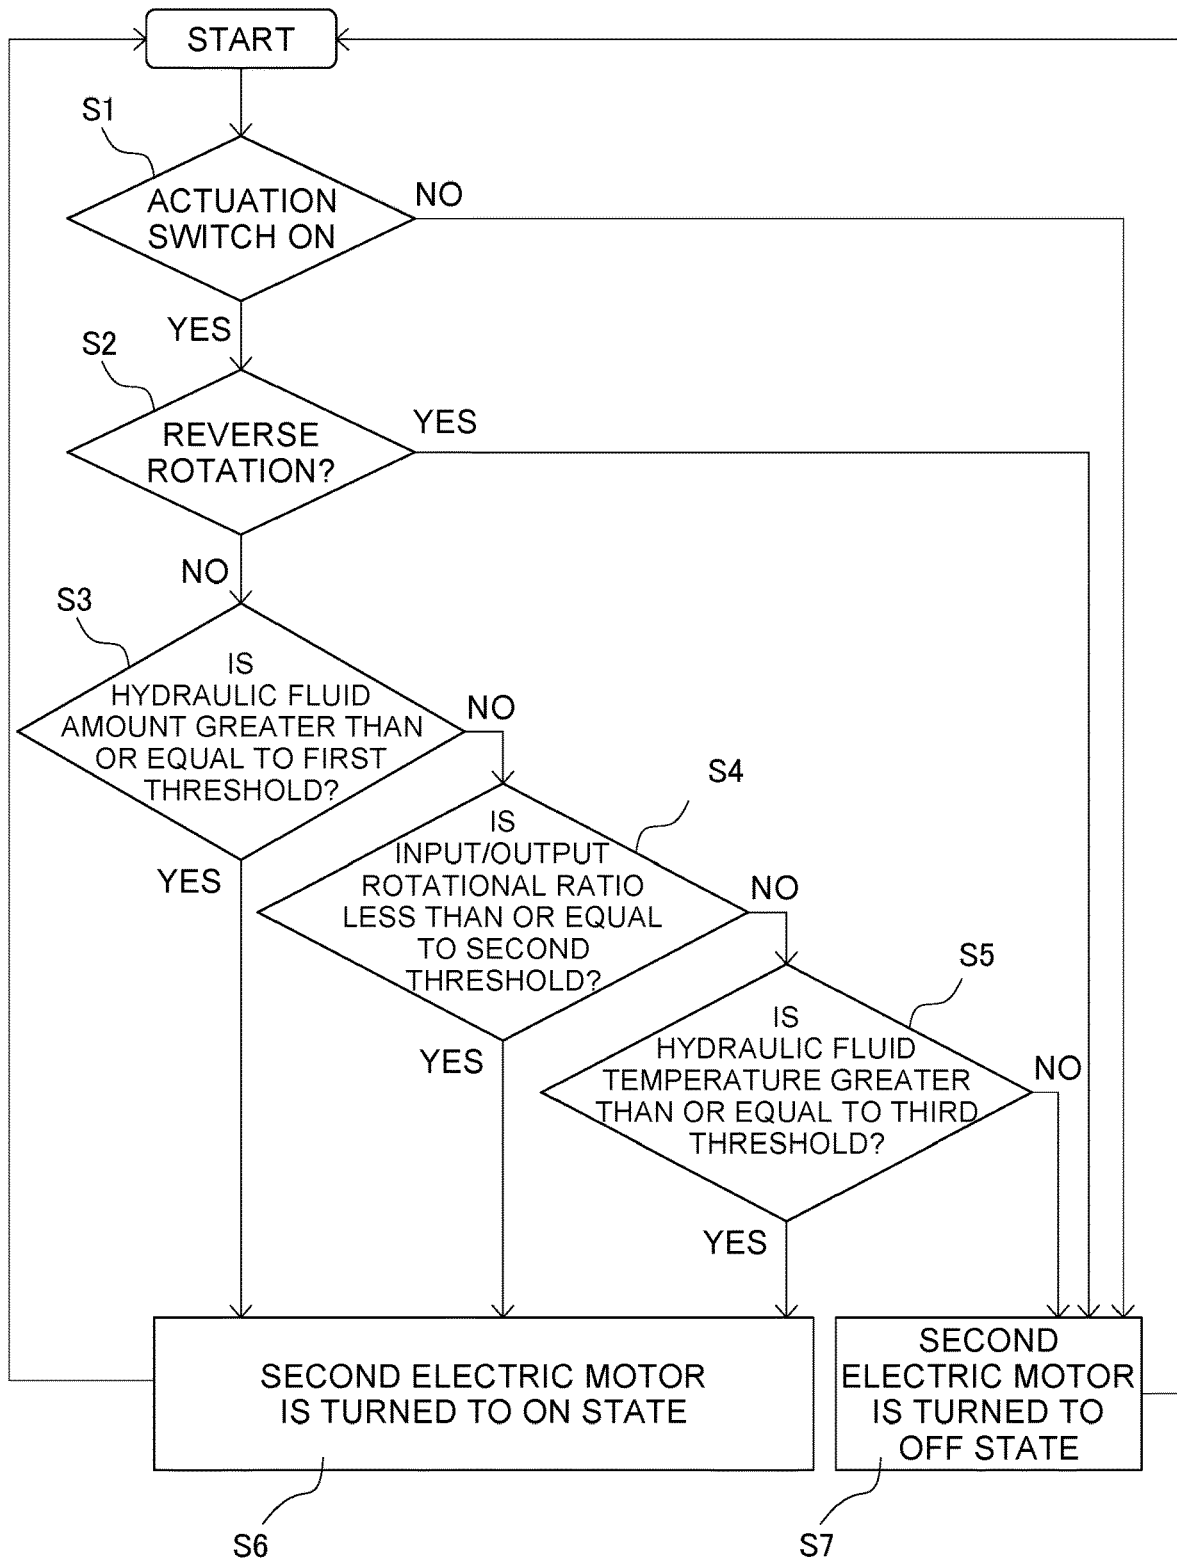 START
S1
ACTUATION
SWITCH ON
NO
YES
S2
REVERSE
ROTATION?
YES
NO
S3
IS
HYDRAULIC FLUID
AMOUNT GREATER THAN
OR EQUAL TO FIRST
THRESHOLD?
NO
YES
S4
IS
INPUT/OUTPUT
ROTATIONAL RATIO
LESS THAN OR EQUAL
TO SECOND
THRESHOLD?
NO
YES
S5
IS
HYDRAULIC FLUID
TEMPERATURE GREATER
THAN OR EQUAL TO THIRD
THRESHOLD?
NO
YES
SECOND ELECTRIC MOTOR
IS TURNED TO ON STATE
S6
SECOND
ELECTRIC MOTOR
IS TURNED TO
OFF STATE
S7